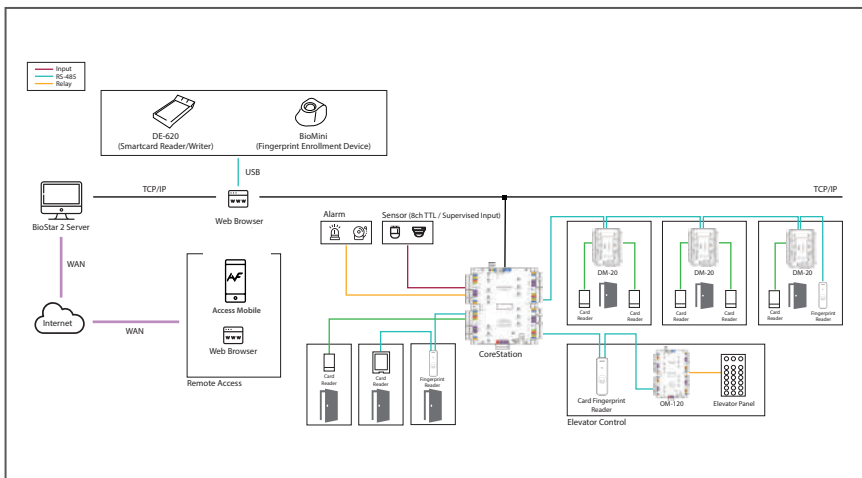 Input
RS-485
Relay
DE-620
(Smartcard Reader/Writer)
BioMini
(Fingerprint Enrollment Device)
USB
TCP/IP
TCP/IP
BioStar 2 Server
Web Browser
WWW
Alarm
Sensor (8ch TTL / Supervised Input)
WAN
Internet
WAN
Access Mobile
WWW
Web Browser
Remote Access
CoreStation
DM-20
Card
Reader
Card
Reader
DM-20
Card
Reader
Card
Reader
DM-20
Card
Reader
Fingerprint
Reader
Card
Reader
Card
Reader
Fingerprint
Reader
Card Fingerprint
Reader
OM-120
Elevator Panel
Elevator Control